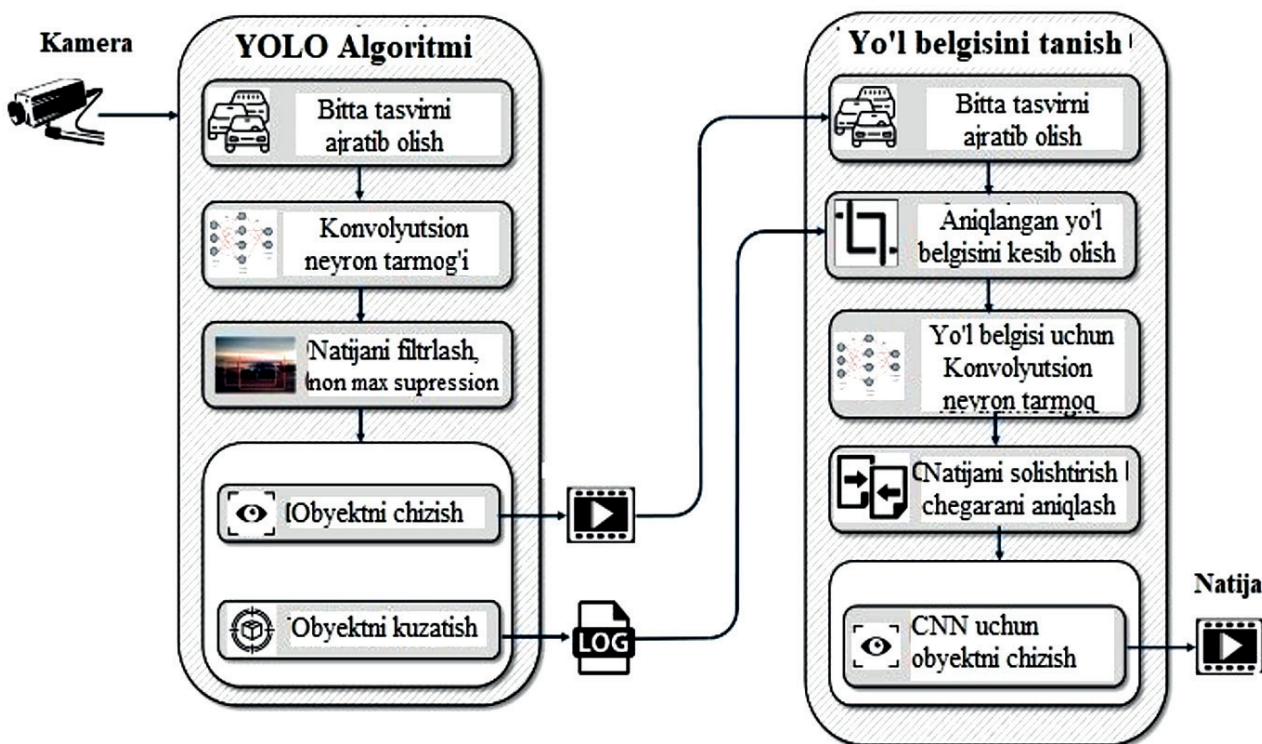 Kamera
YOLO Algoritmi
Bitta tasvirni
ajratib olish
Konvolyutsion
neyron tarmog'i
Natijani filtrlash,
non max supression
Obyektni chizish
Obyektni kuzatish
LOG
Yo'l belgisini tanish
Bitta tasvirni
ajratib olish
Aniqlangan yo'l
belgisini kesib olish
Yo'l belgisi uchun
Konvolyutsion
neyron tarmoq
Natijani solishtirish
chegarani aniqlash
CNN uchun
obyektni chizish
Natija